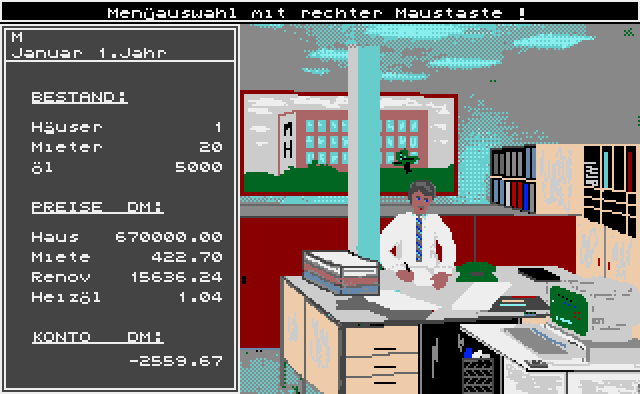 Menüauswahl mit rechter Maustaste !
M
Januar 1.Jahr
BESTAND:
Häuser 1
Mieter 20
öl 5000
PREISE DM:
Haus 670000.00
Miete 422.70
Renov 15636.24
Heizöl 1.04
KONTO DM:
-2559.67
M
H